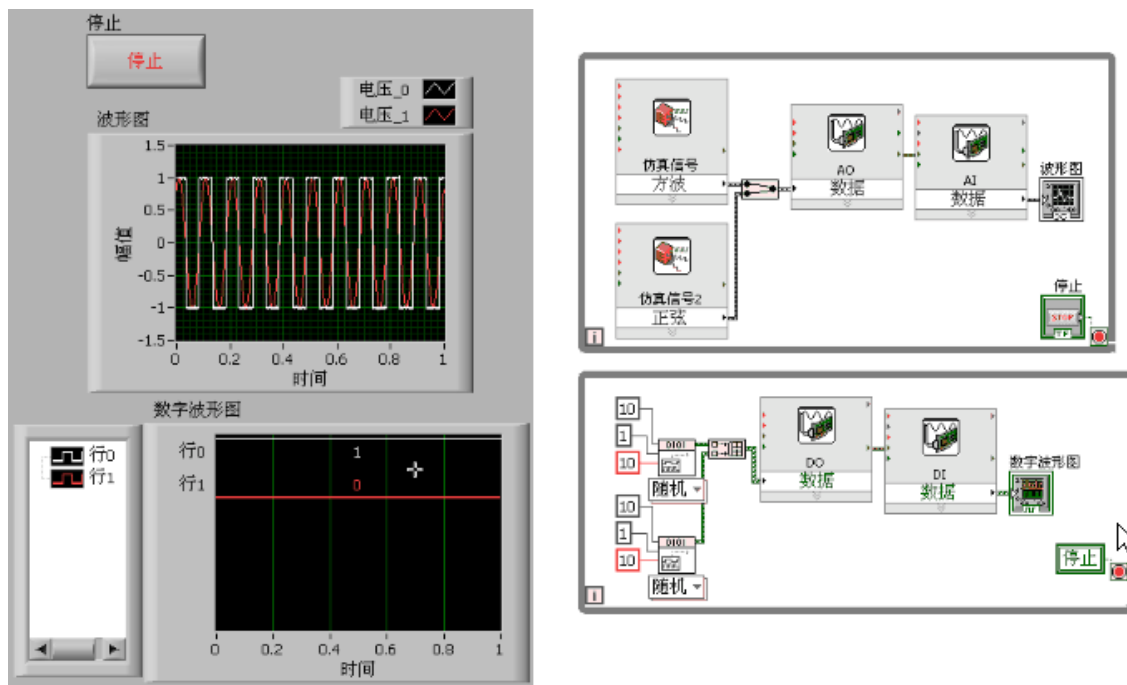 停止
停止
电压_0
电压_1
波形图
1.5
1
0.5
0
-0.5
-1
-1.5
幅值
0 0.2 0.4 0.6 0.8 1
时间
数字波形图
行0
行1
行0 1
行1 0
0 0.2 0.4 0.6 0.8 1
时间
仿真信号
方波
仿真信号2
正弦
AO
数据
AI
数据
波形图
停止
STOP
TF
i
10
1
10
随机
10
1
10
随机
DO
数据
DI
数据
数字波形图
停止
i